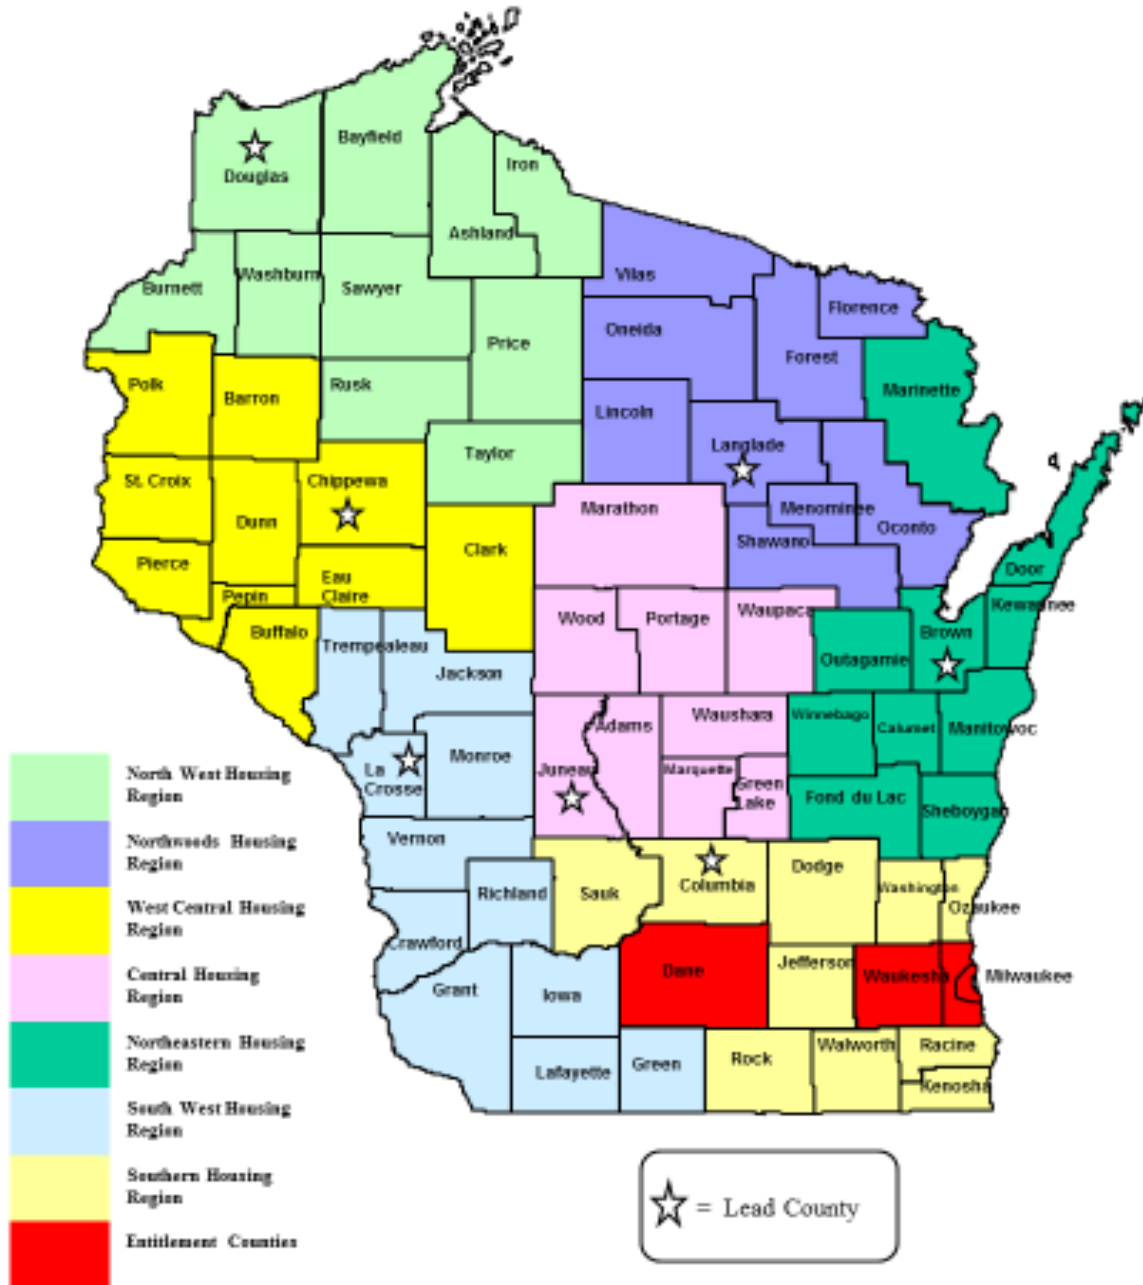 Bayfield
Douglas
Iron
Ashland
Washburn
Burnett
Sawyer
Vilas
Florence
Oneida
Price
Forest
Polk
Barron
Rusk
Marinette
Lincoln
Langlade
Taylor
St. Croix
Chippewa
Marathon
Menominee
Dunn
Oconto
Shawano
Clark
Pierce
Door
Eau
Claire
Pepin
Kewaunee
Wood
Portage
Waupaca
Buffalo
Brown
Trempealeau
Outagamie
Jackson
Waushara
Winnebago
Adams
Calumet
Manitowoc
Monroe
La
Crosse
Juneau
Marquette
Green
Lake
Fond du Lac
Sheboygan
Vernon
Dodge
Columbia
Washington
Richland
Sauk
Ozaukee
Crawford
Jefferson
Dane
Waukesha
Milwaukee
Grant
Iowa
Rock
Walworth
Racine
Lafayette
Green
Kenosha
North West Housing
Region
Northwoods Housing
Region
West Central Housing
Region
Central Housing
Region
Northeastern Housing
Region
South West Housing
Region
Southern Housing
Region
Entitlement Counties
= Lead County